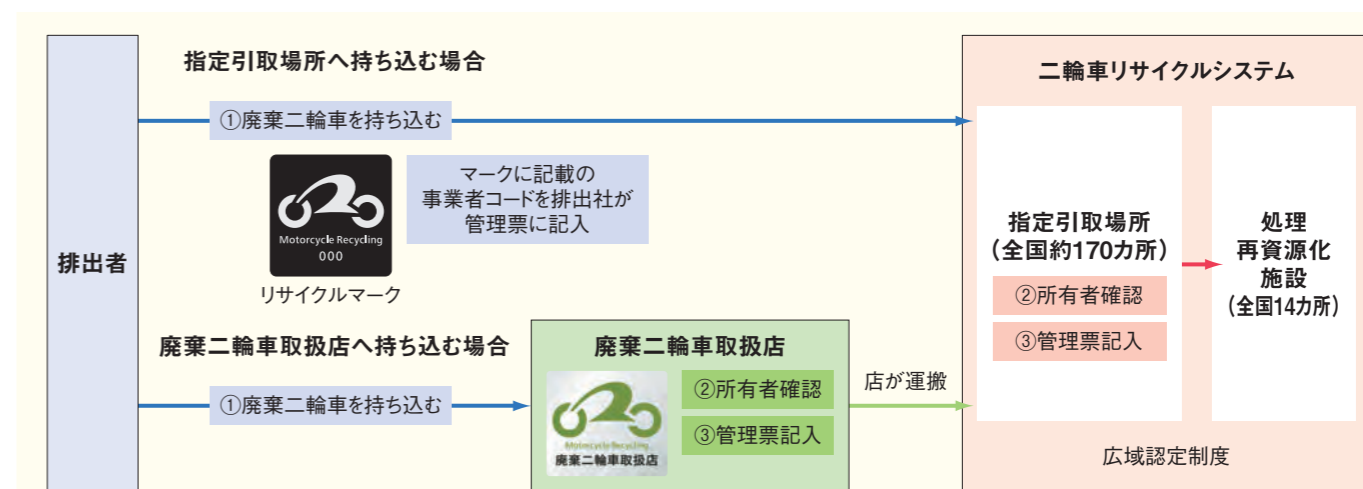 排出者
指定引取場所へ持ち込む場合
①廃棄二輪車を持ち込む
Motorcycle Recycling
000
リサイクルマーク
マークに記載の
事業者コードを排出社が
管理票に記入
廃棄二輪車取扱店へ持ち込む場合
①廃棄二輪車を持ち込む
廃棄二輪車取扱店
Motorcycle Recycling
廃棄二輪車取扱店
②所有者確認
③管理票記入
店が運搬
二輪車リサイクルシステム
指定引取場所
（全国約170カ所）
②所有者確認
③管理票記入
処理
再資源化
施設
（全国14カ所）
広域認定制度